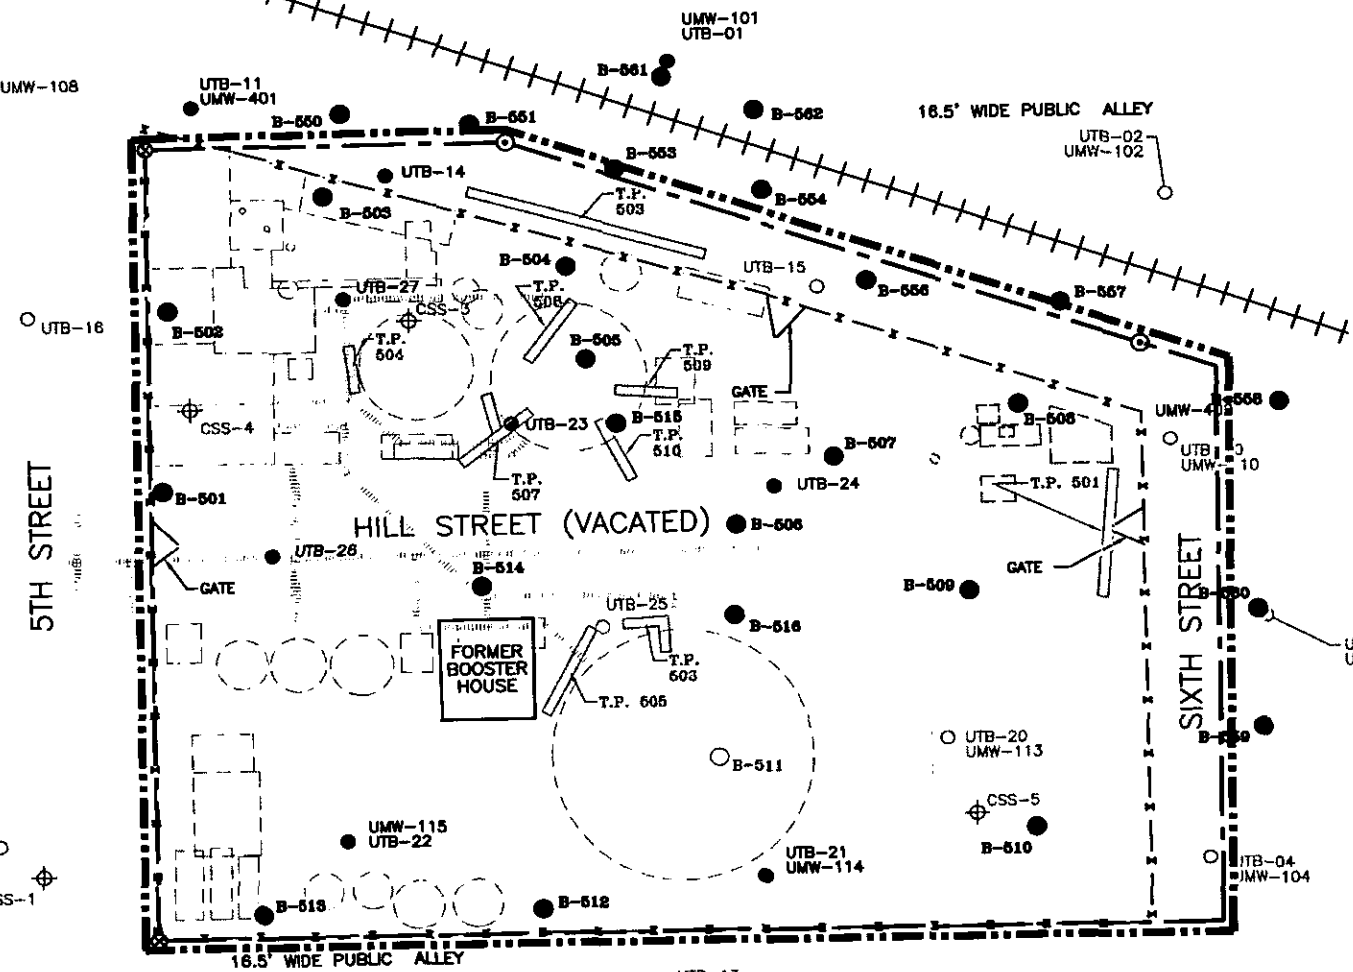 UMW-101
UTB-01
B-561
UMW-108
UTB-11
UMW-401
B-550
B-551
B-562
16.5' WIDE PUBLIC ALLEY
UTB-02
UMW-102
B-553
UTB-14
B-503
T.P.
503
B-554
B-504
UTB-15
B-556
B-557
UTB-27
T.P.
508
CSS-3
UTB-16
B-502
T.P.
504
B-505
T.P.
509
GATE
CSS-4
UTB-23
B-515
T.P.
510
B-507
UMW-40
B-558
UTB
UMW- 10
B-501
T.P.
507
UTB-24
T.P. 501
5TH STREET
HILL STREET (VACATED)
B-506
UTB-26
GATE
B-514
B-509
GATE
SIXTH STREET
UTB-25
B-516
B-560
FORMER
BOOSTER
HOUSE
T.P.
503
T.P. 505
UTB-20
UMW-113
B-511
CSS-5
UMW-115
UTB-22
UTB-21
UMW-114
B-510
TB-04
UMW-104
SS-1
B-513
B-512
16.5' WIDE PUBLIC ALLEY